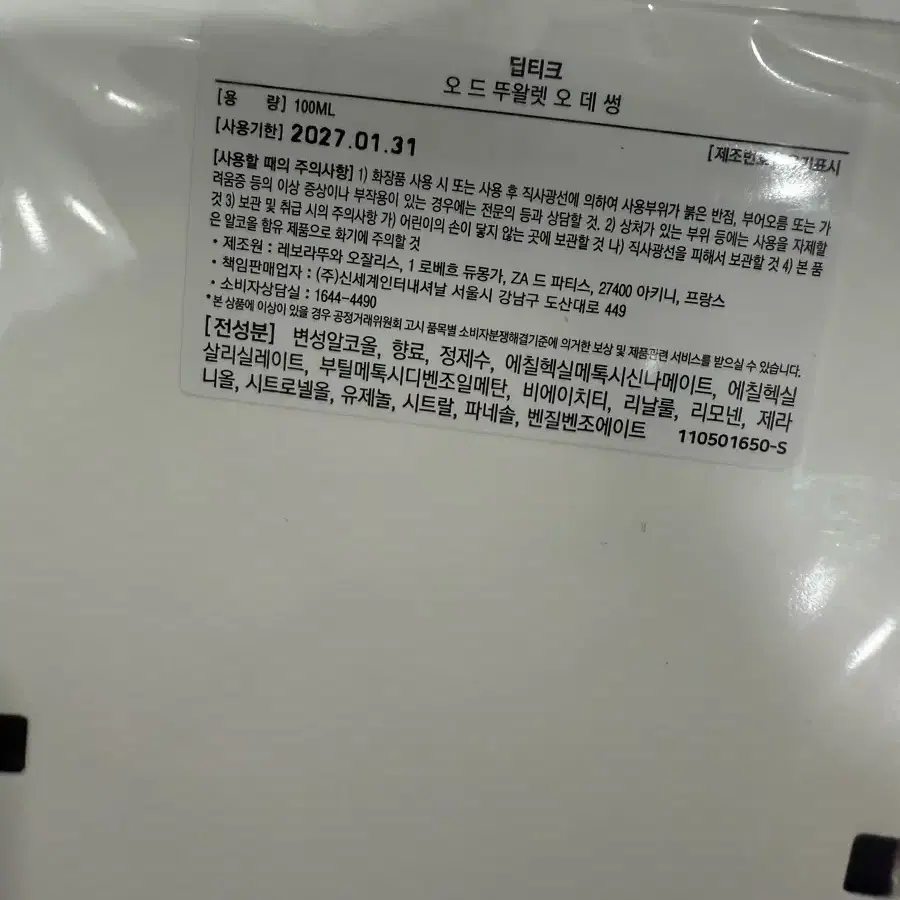 딥티크
오 드 뚜왈렛 오 데 썽
[용 량] 100ML
[사용기한] 2027.01.31
[제조번호] 표시
[사용할 때의 주의사항] 1) 화장품 사용 시 또는 사용 후 직사광선에 의하여 사용부위가 붉은 반점, 부어오름 또는 가
려움증 등의 이상 증상이나 부작용이 있는 경우에는 전문의 등과 상담할 것. 2) 상처가 있는 부위 등에는 사용을 자제할
것 3) 보관 및 취급 시의 주의사항 가) 어린이의 손이 닿지 않는 곳에 보관할 것 나) 직사광선을 피해서 보관할 것 4) 본 품
은 알코올 함유 제품으로 화기에 주의할 것
• 제조원 : 레보라뚜와 오잘리스, 1 로베흐 듀몽가, ZA 드 파티스, 27400 아키니, 프랑스
• 책임판매업자 : (주)신세계인터내셔날 서울시 강남구 도산대로 449
• 소비자상담실 : 1644-4490
*본 상품에 이상이 있을 경우 공정거래위원회 고시 품목별 소비자분쟁해결기준에 의거한 보상 및 제품관련 서비스를 받으실 수 있습니다.
[전성분] 변성알코올, 향료, 정제수, 에칠헥실메톡시신나메이트, 에칠헥실
살리실레이트, 부틸메톡시디벤조일메탄, 비에이치티, 리날룰, 리모넨, 제라
니올, 시트로넬올, 유제놀, 시트랄, 파네솔, 벤질벤조에이트
110501650-S